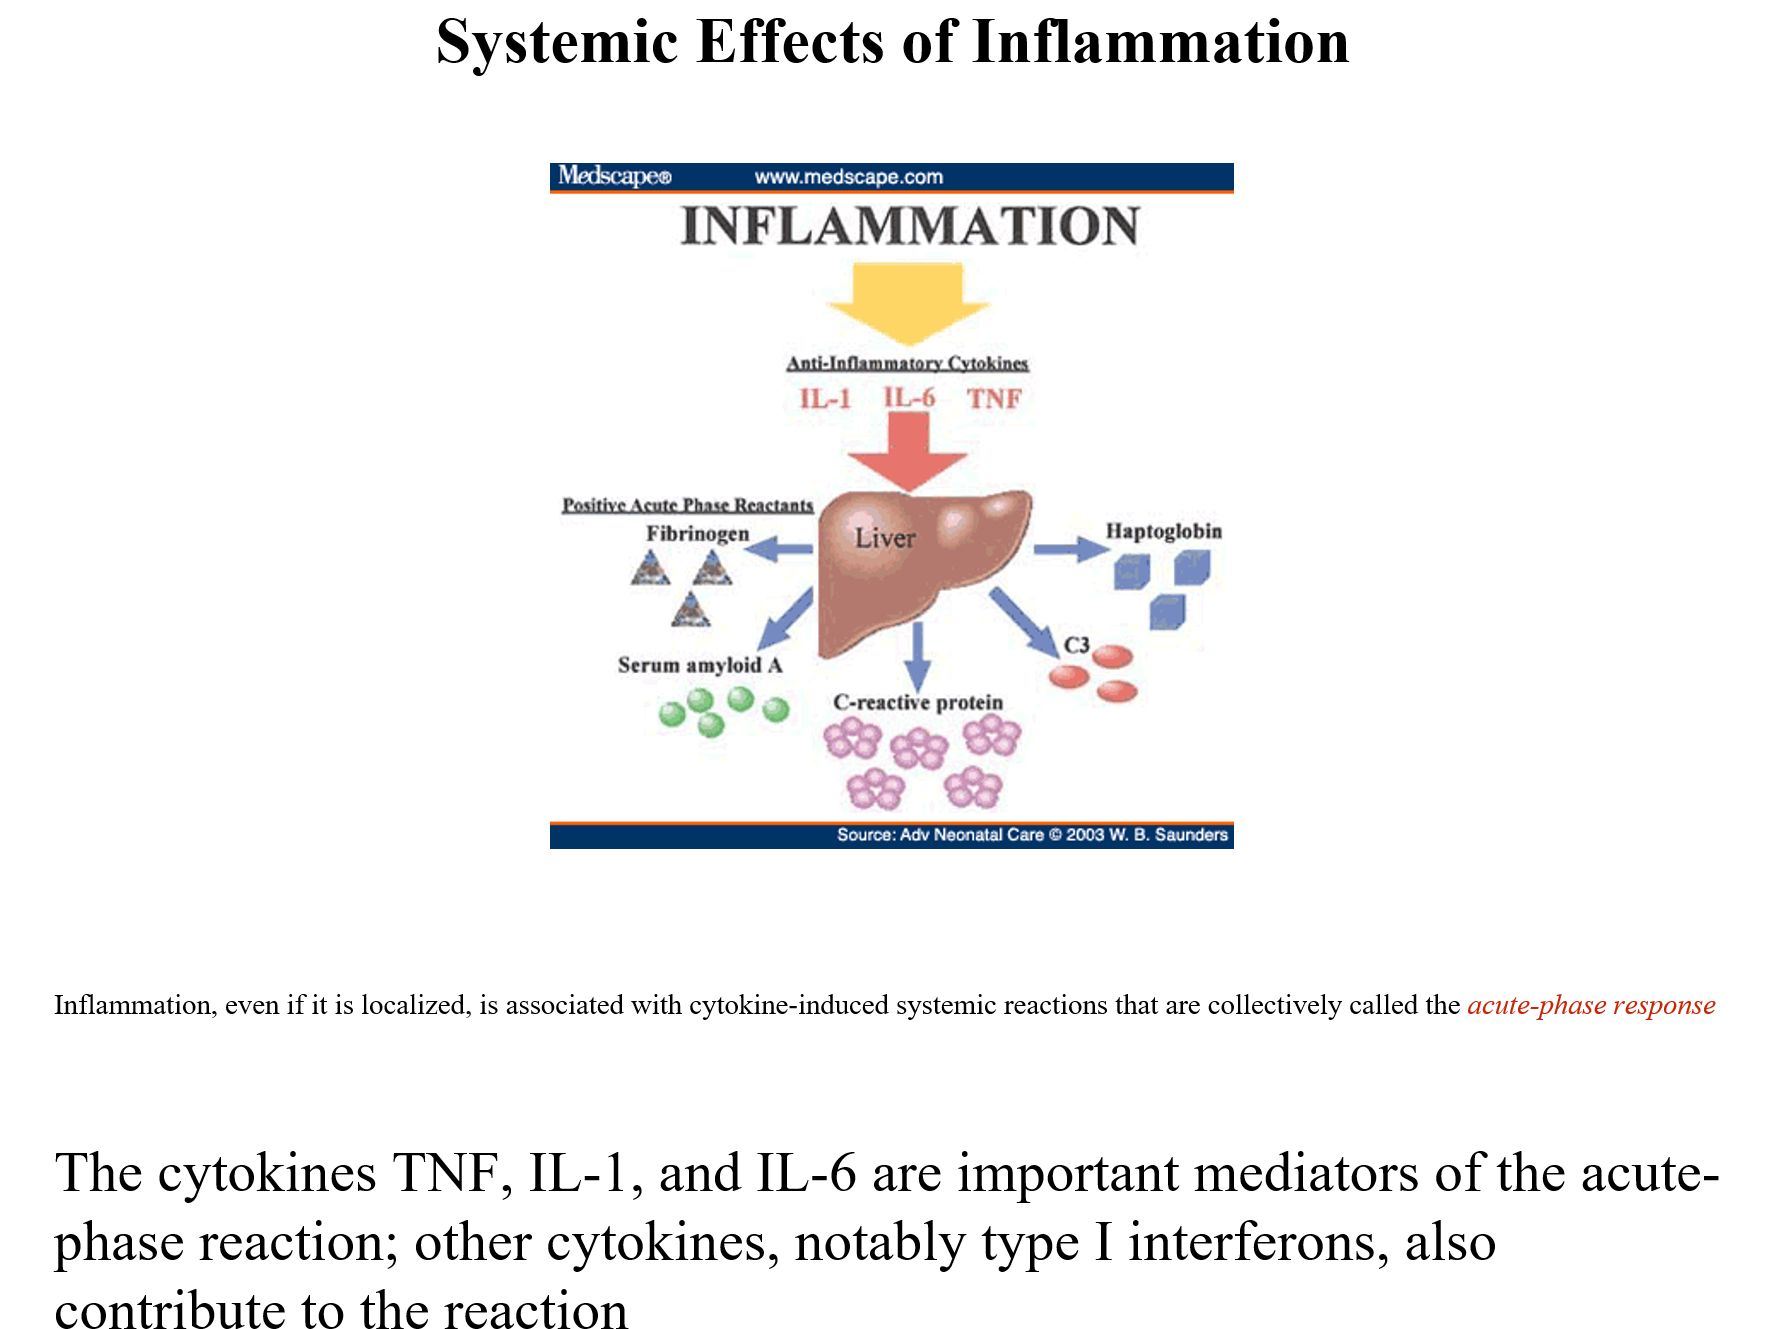 Systemic Effects of Inflammation
Medscape® www.medscape.com
INFLAMMATION
Anti-Inflammatory Cytokines
IL-1 IL-6 TNF
Positive Acute Phase Reactants
Fibrinogen
Liver
Haptoglobin
Serum amyloid A
C3
C-reactive protein
Source: Adv Neonatal Care © 2003 W. B. Saunders
Inflammation, even if it is localized, is associated with cytokine-induced systemic reactions that are collectively called the acute-phase response
The cytokines TNF, IL-1, and IL-6 are important mediators of the acute-
phase reaction; other cytokines, notably type I interferons, also
contribute to the reaction